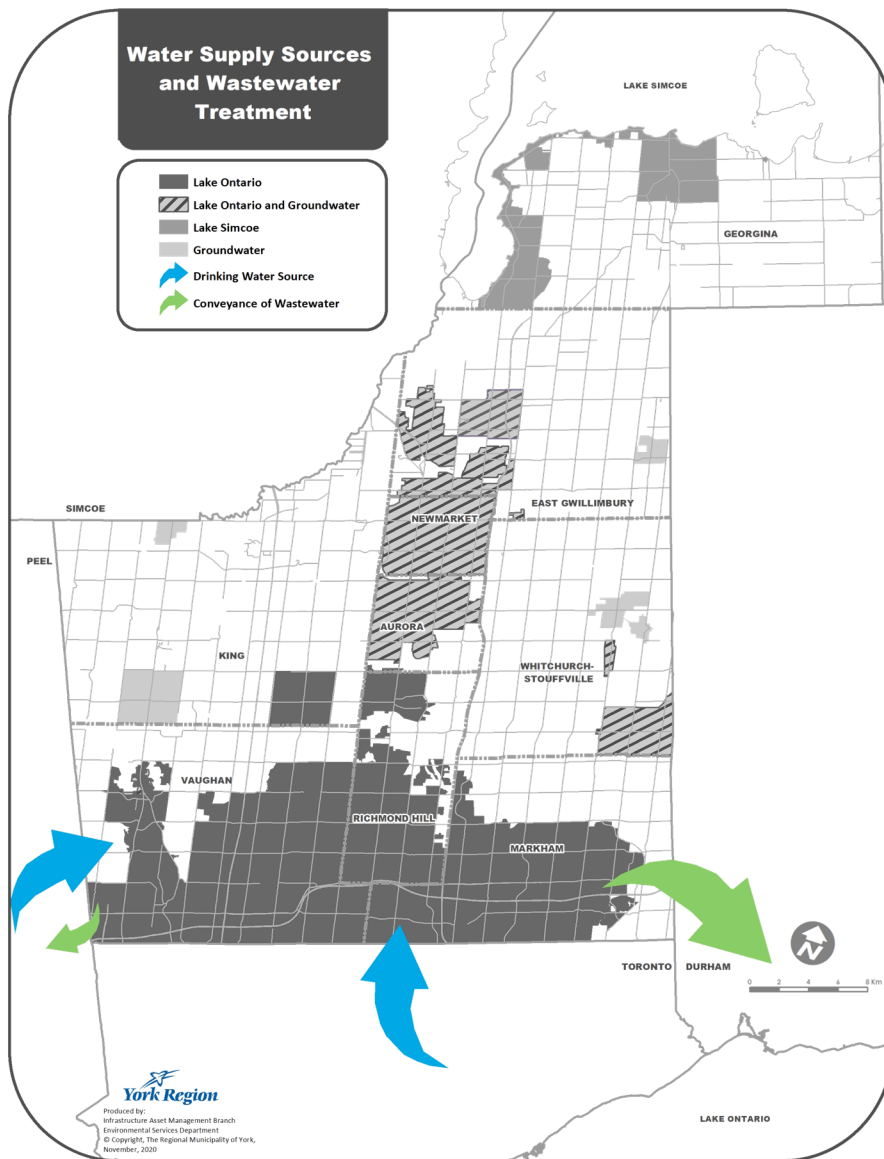 Water Supply Sources
and Wastewater
Treatment
LAKE SIMCOE
Lake Ontario
Lake Ontario and Groundwater
Lake Simcoe
Groundwater
Drinking Water Source
Conveyance of Wastewater
GEORGINA
SIMCOE
EAST GWILLIMBURY
NEWMARKET
PEEL
AURORA
KING
WHITCHURCH-
STOUFFVILLE
VAUGHAN
RICHMOND HILL
MARKHAM
N
TORONTO
DURHAM
0 2 4 6 8 Km
York Region
Produced by:
Infrastructure Asset Management Branch
Environmental Services Department
© Copyright, The Regional Municipality of York,
November, 2020
LAKE ONTARIO